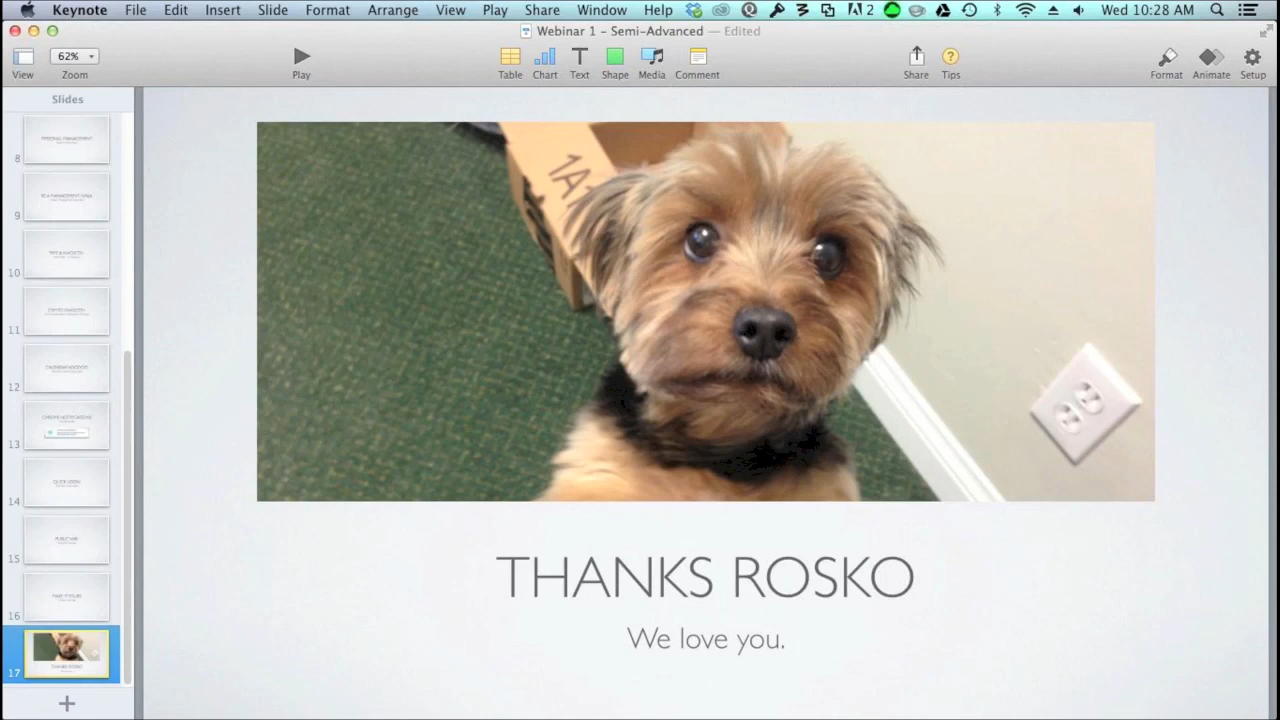 Keynote File Edit Insert Slide Format Arrange View Play Share Window Help 2 Wed 10:28 AM
Webinar 1 – Semi-Advanced — Edited
62%
View Zoom Play Table Chart Text Shape Media Comment Share Tips Format Animate Setup
Slides
8
9
10
11
12
13
14
15
16
17
THANKS ROSKO
We love you.